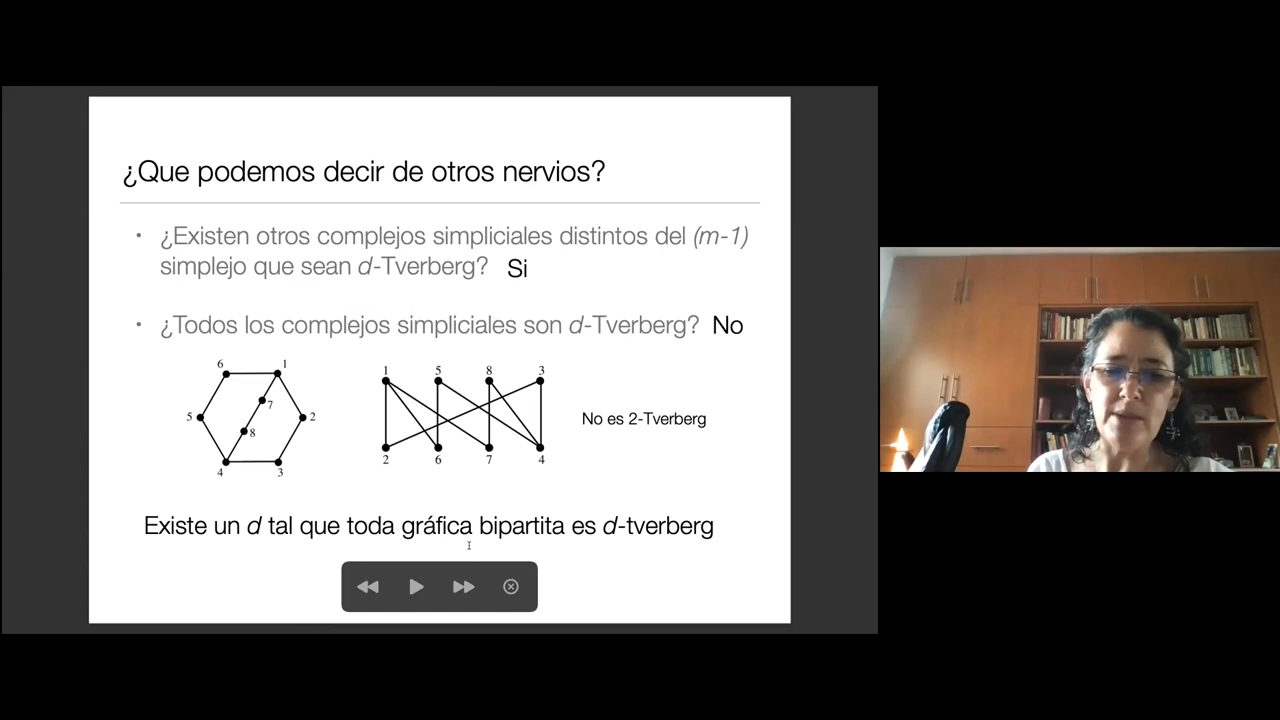 ¿Que podemos decir de otros nervios?
• ¿Existen otros complejos simpliciales distintos del (m-1)
simplejo que sean d-Tverberg? Si
• ¿Todos los complejos simpliciales son d-Tverberg? No
6 1
7
5 2
8
4 3
1 5 8 3
2 6 7 4
No es 2-Tverberg
Existe un d tal que toda gráfica bipartita es d-tverberg